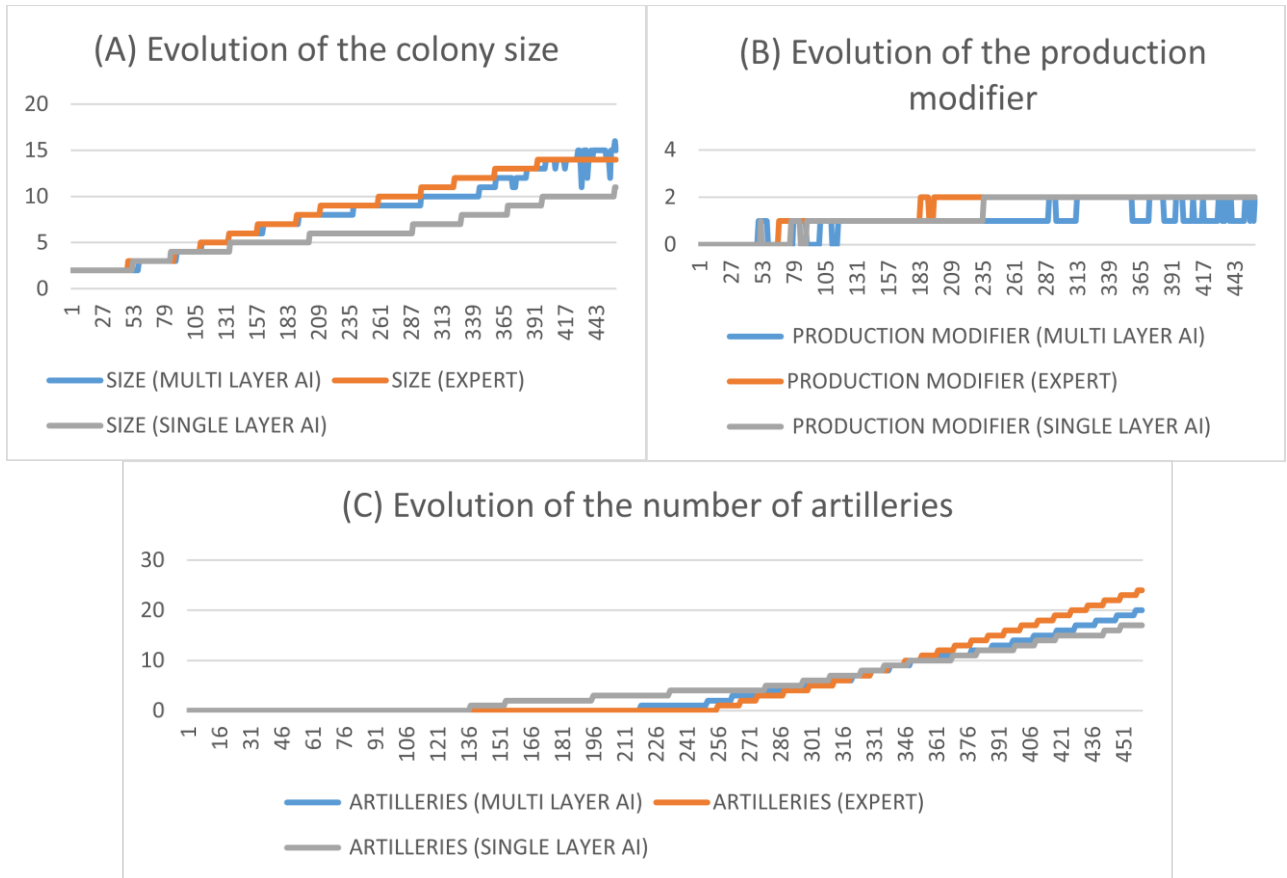 (A) Evolution of the colony size
20
15
10
5
0
1 27 53 79 105 131 157 183 209 235 261 287 313 339 365 391 417 443
SIZE (MULTI LAYER AI) SIZE (EXPERT)
SIZE (SINGLE LAYER AI)
(B) Evolution of the production
modifier
4
2
0
1 27 53 79 105 131 157 183 209 235 261 287 313 339 365 391 417 443
PRODUCTION MODIFIER (MULTI LAYER AI)
PRODUCTION MODIFIER (EXPERT)
PRODUCTION MODIFIER (SINGLE LAYER AI)
(C) Evolution of the number of artilleries
30
20
10
0
1 16 31 46 61 76 91 106 121 136 151 166 181 196 211 226 241 256 271 286 301 316 331 346 361 376 391 406 421 436 451
ARTILLERIES (MULTI LAYER AI) ARTILLERIES (EXPERT)
ARTILLERIES (SINGLE LAYER AI)